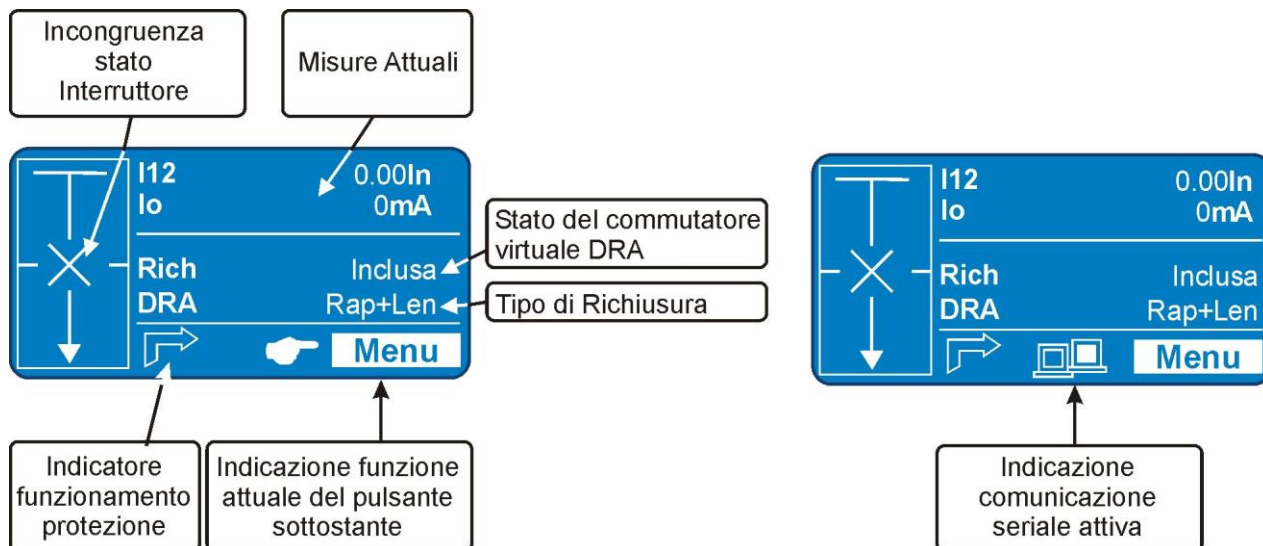 Incongruenza
stato
Interruttore
Misure Attuali
I12 0.00In
Io 0mA
Rich Inclusa
DRA Rap+Len
Menu
Stato del commutatore
virtuale DRA
Tipo di Richiusura
Indicatore
funzionamento
protezione
Indicazione funzione
attuale del pulsante
sottostante
I12 0.00In
Io 0mA
Rich Inclusa
DRA Rap+Len
Menu
Indicazione
comunicazione
seriale attiva